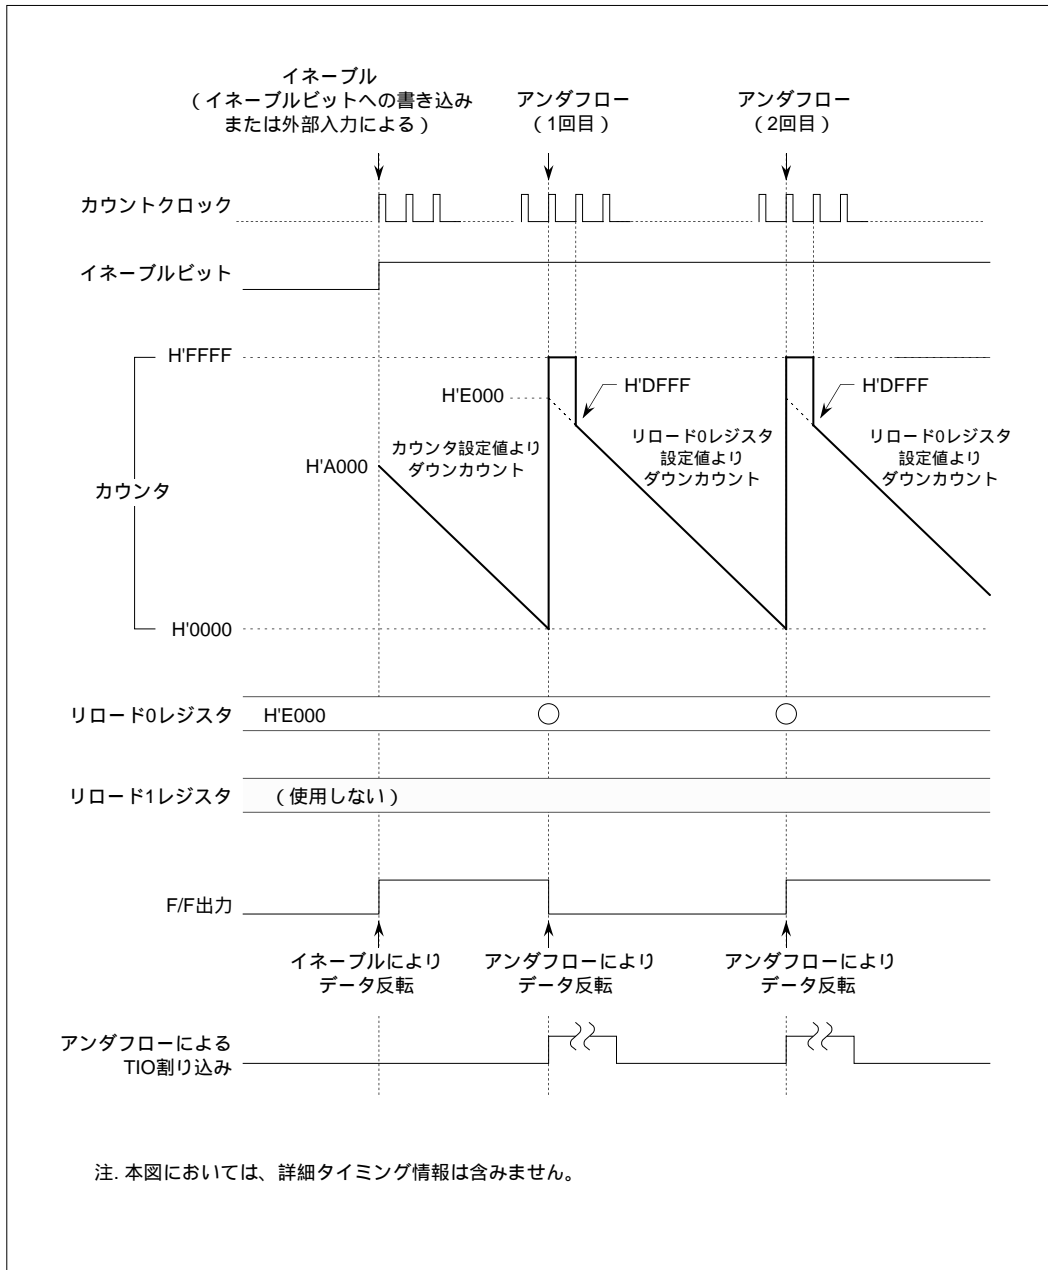 イネーブル
(イネーブルビットへの書き込み
または外部入力による)
アンダフロー
(1回目)
アンダフロー
(2回目)
カウントクロック
イネーブルビット
H'FFFF
H'E000
H'DFFF
H'DFFF
カウンタ設定値より
ダウンカウント
リロード0レジスタ
設定値より
ダウンカウント
リロード0レジスタ
設定値より
ダウンカウント
H'A000
カウンタ
H'0000
リロード0レジスタ
H'E000
リロード1レジスタ
(使用しない)
F/F出力
イネーブルにより
データ反転
アンダフローにより
データ反転
アンダフローにより
データ反転
アンダフローによる
TIO割り込み
注. 本図においては、詳細タイミング情報は含みません。